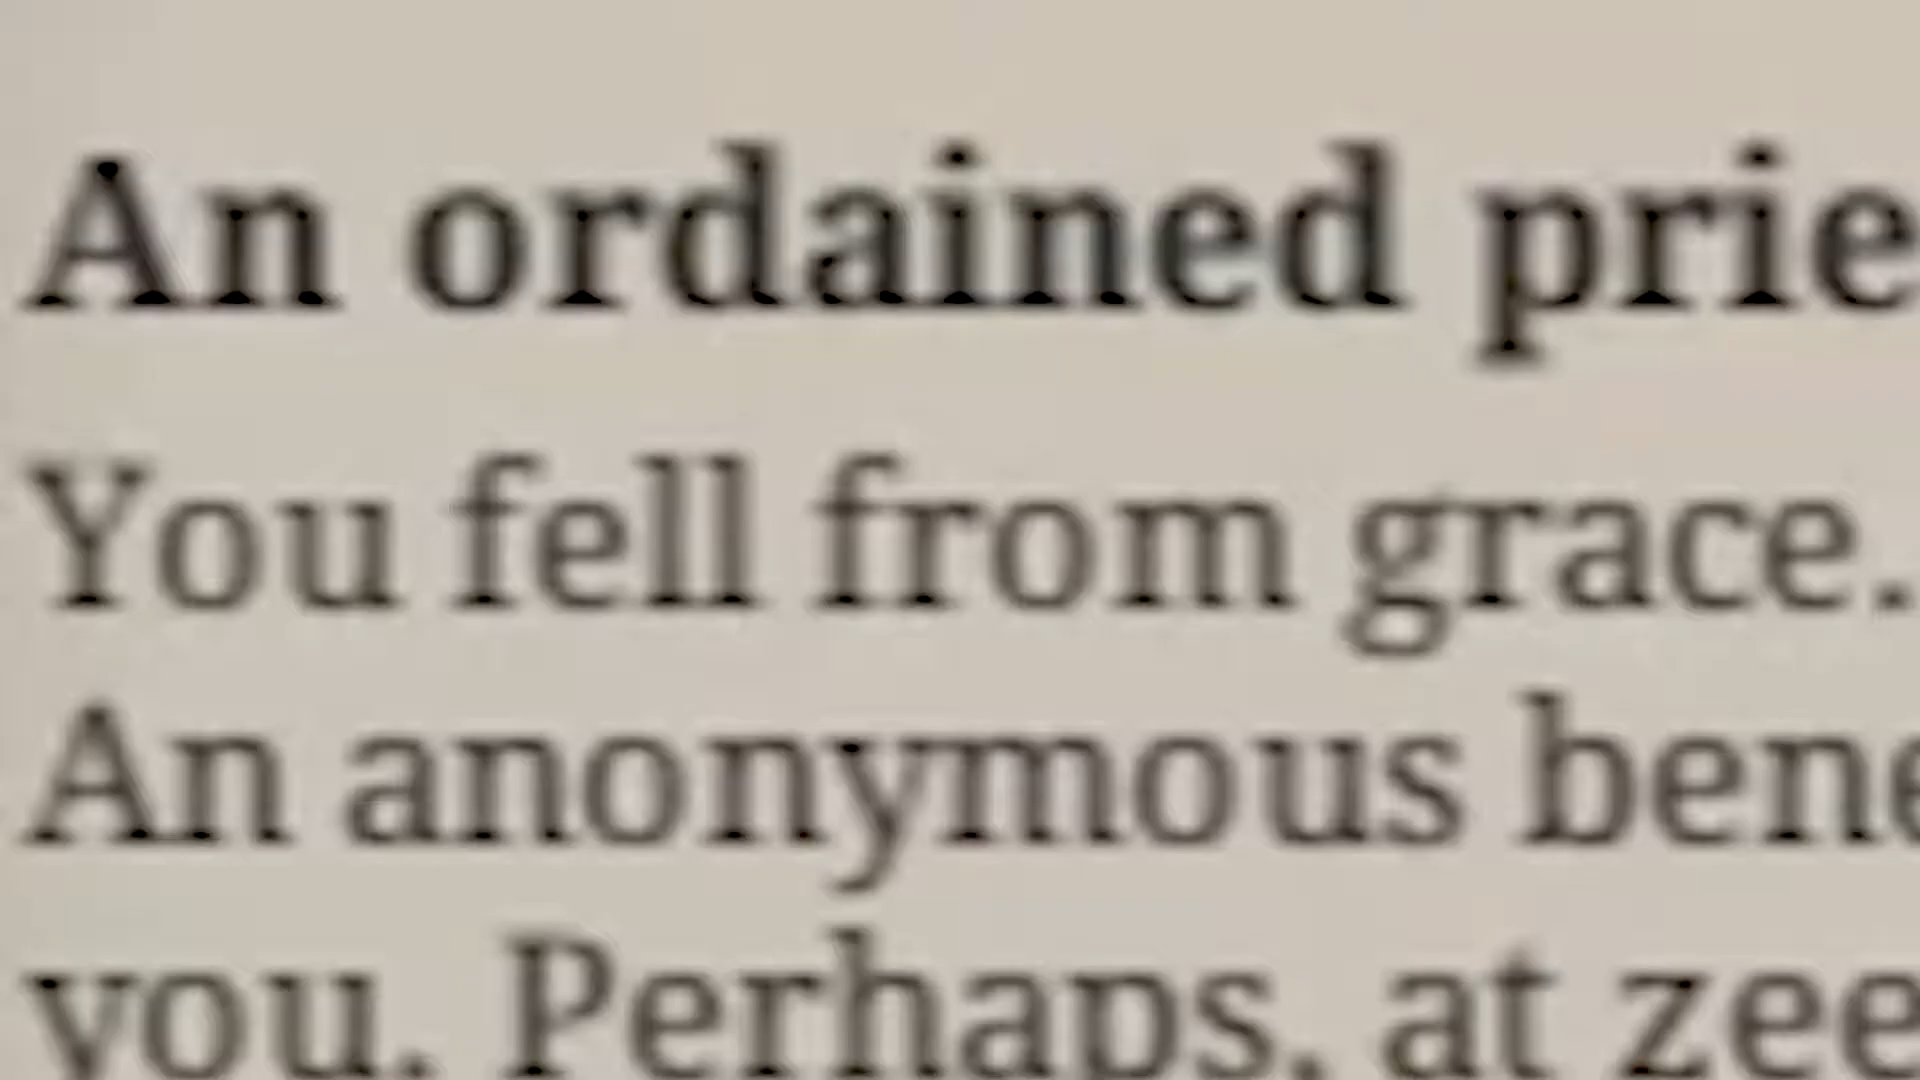 An ordained prie
You fell from grace.
An anonymous bene
you. Perhaps, at zee